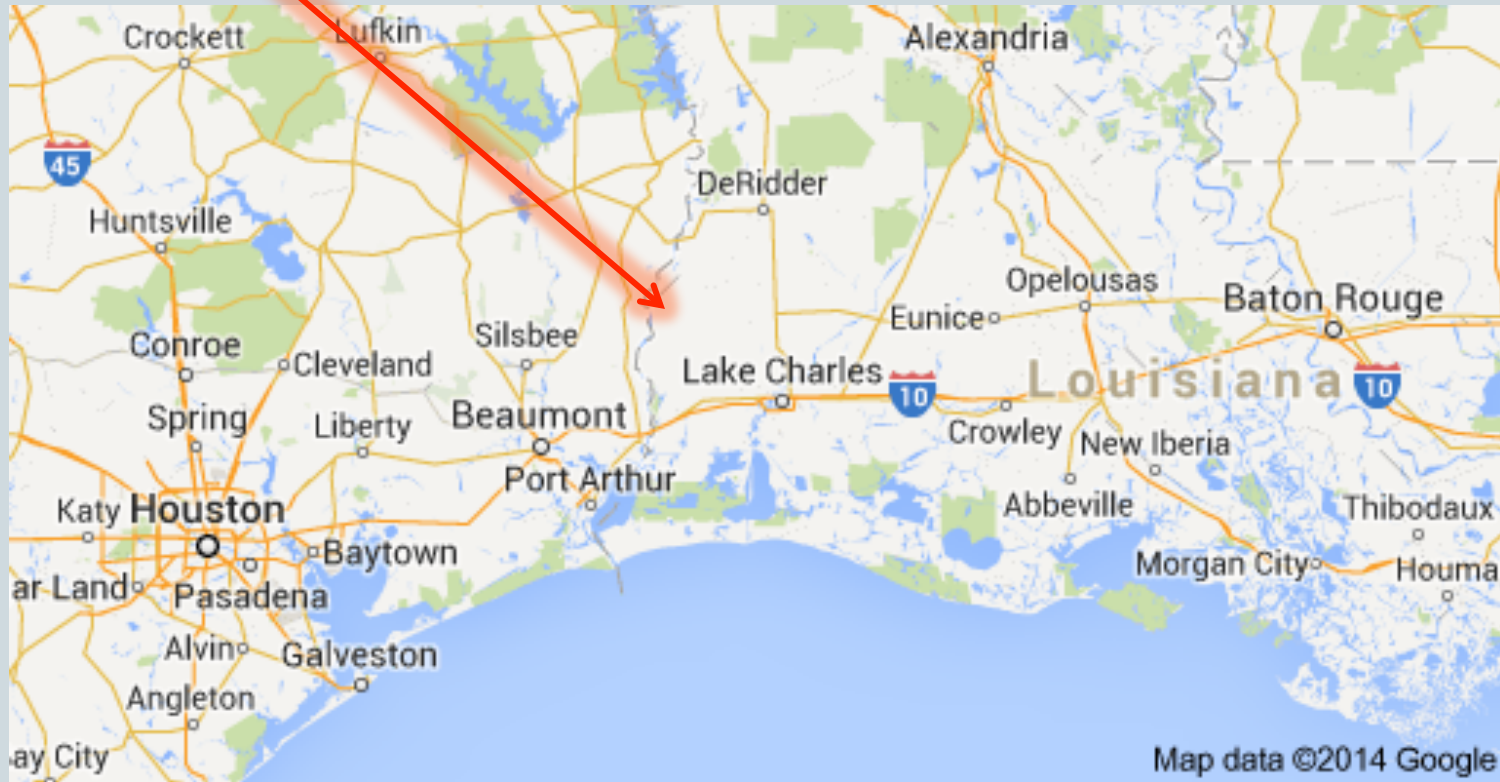 Crockett
Lufkin
Alexandria
45
DeRidder
Huntsville
Opelousas
Baton Rouge
Eunice
Silsbee
Conroe
Cleveland
Lake Charles
10
Louisiana
10
Spring
Liberty
Beaumont
Crowley
New Iberia
Port Arthur
Katy
Houston
Abbeville
Thibodaux
Baytown
Morgan City
Houma
ar Land
Pasadena
Alvin
Galveston
Angleton
ay City
Map data ©2014 Google